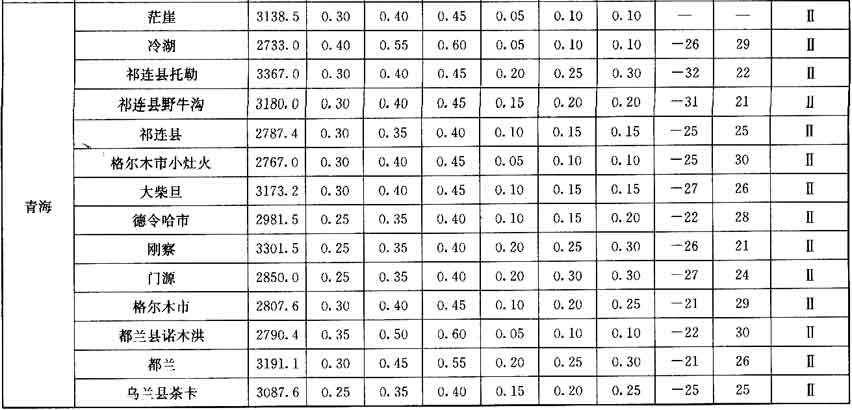 茫崖 3138.5 0.30 0.40 0.45 0.05 0.10 0.10 — — Ⅱ
冷湖 2733.0 0.40 0.55 0.60 0.05 0.10 0.10 −26 29 Ⅱ
祁连县托勒 3367.0 0.30 0.40 0.45 0.20 0.25 0.30 −32 22 Ⅱ
祁连县野牛沟 3180.0 0.30 0.40 0.45 0.15 0.20 0.20 −31 21 Ⅱ
祁连县 2787.4 0.30 0.35 0.40 0.10 0.15 0.15 −25 25 Ⅱ
格尔木市小灶火 2767.0 0.30 0.40 0.45 0.05 0.10 0.10 −25 30 Ⅱ
大柴旦 3173.2 0.30 0.40 0.45 0.10 0.15 0.15 −27 26 Ⅱ
青海
德令哈市 2981.5 0.25 0.35 0.40 0.10 0.15 0.20 −22 28 Ⅱ
刚察 3301.5 0.25 0.35 0.40 0.20 0.25 0.30 −26 21 Ⅱ
门源 2850.0 0.25 0.35 0.40 0.20 0.30 0.30 −27 24 Ⅱ
格尔木市 2807.6 0.30 0.40 0.45 0.10 0.20 0.25 −21 29 Ⅱ
都兰县诺木洪 2790.4 0.35 0.50 0.60 0.05 0.10 0.10 −22 30 Ⅱ
都兰 3191.1 0.30 0.45 0.55 0.20 0.25 0.30 −21 26 Ⅱ
乌兰县茶卡 3087.6 0.25 0.35 0.40 0.15 0.20 0.25 −25 25 Ⅱ